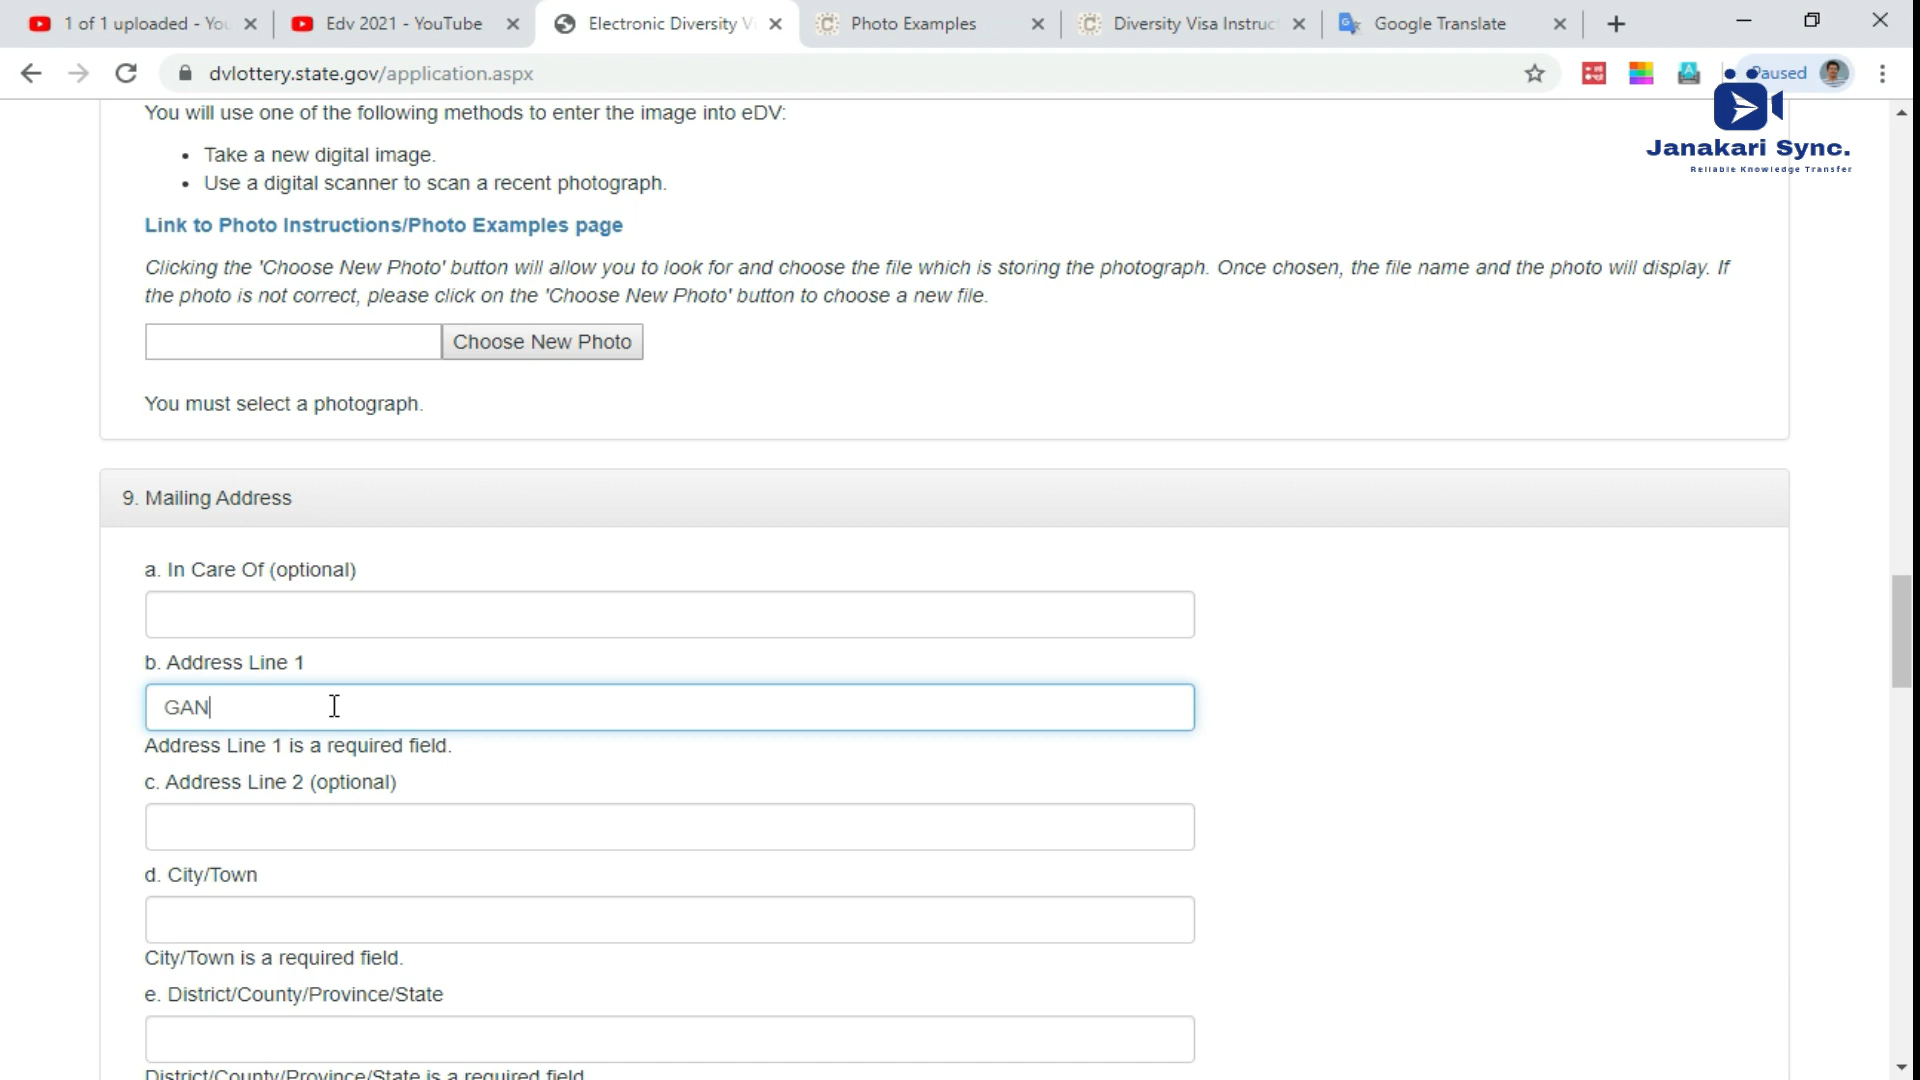 1 of 1 uploaded - You
Edv 2021 - YouTube
Electronic Diversity Vi
Photo Examples
Diversity Visa Instruct
Google Translate
dvlottery.state.gov/application.aspx
Paused
Janakari Sync.
Reliable Knowledge Transfer
You will use one of the following methods to enter the image into eDV:
• Take a new digital image.
• Use a digital scanner to scan a recent photograph.
Link to Photo Instructions/Photo Examples page
Clicking the 'Choose New Photo' button will allow you to look for and choose the file which is storing the photograph. Once chosen, the file name and the photo will display. If
the photo is not correct, please click on the 'Choose New Photo' button to choose a new file.
Choose New Photo
You must select a photograph.
9. Mailing Address
a. In Care Of (optional)
b. Address Line 1
GAN
Address Line 1 is a required field.
c. Address Line 2 (optional)
d. City/Town
City/Town is a required field.
e. District/County/Province/State
District/County/Province/State is a required field.